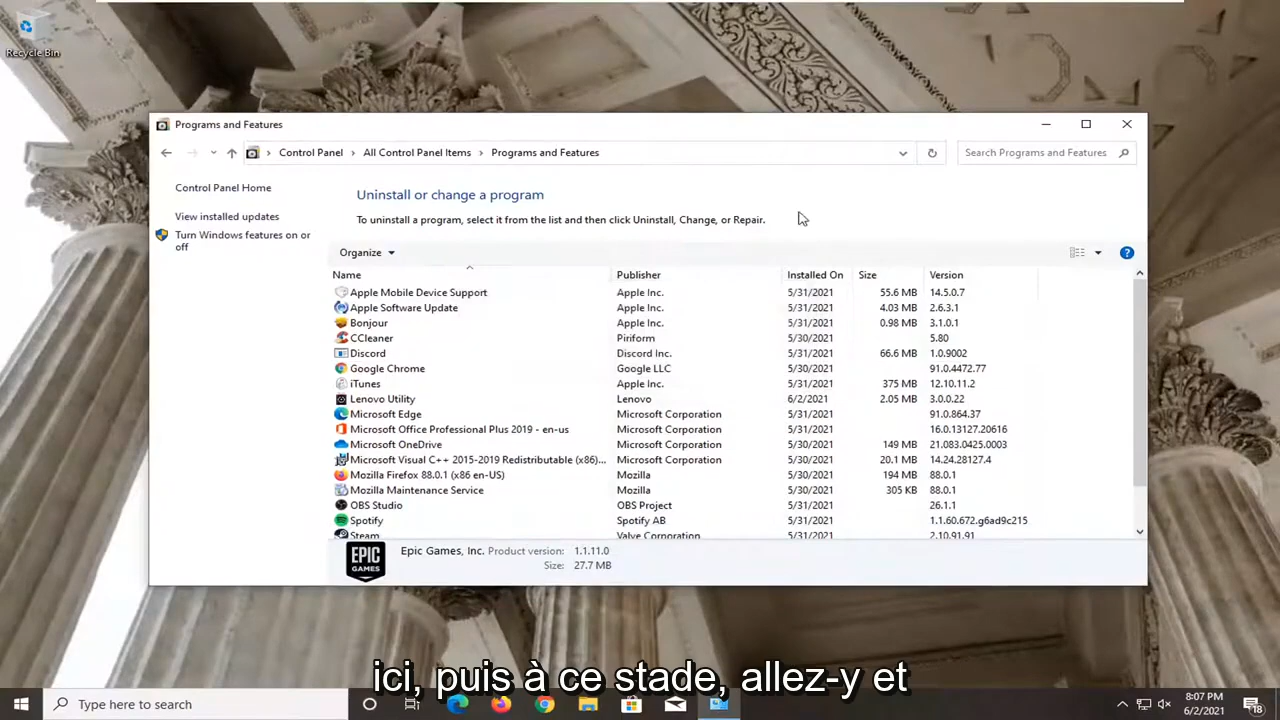 Recycle Bin
Programs and Features
Control Panel > All Control Panel Items > Programs and Features
Search Programs and Features
Control Panel Home
View installed updates
Turn Windows features on or
off
Uninstall or change a program
To uninstall a program, select it from the list and then click Uninstall, Change, or Repair.
Organize
Name Publisher Installed On Size Version
Apple Mobile Device Support Apple Inc. 5/31/2021 55.6 MB 14.5.0.7
Apple Software Update Apple Inc. 5/31/2021 4.03 MB 2.6.3.1
Bonjour Apple Inc. 5/31/2021 0.98 MB 3.1.0.1
CCleaner Piriform 5/30/2021 5.80
Discord Discord Inc. 5/31/2021 66.6 MB 1.0.9002
Google Chrome Google LLC 5/30/2021 91.0.4472.77
iTunes Apple Inc. 5/31/2021 375 MB 12.10.11.2
Lenovo Utility Lenovo 6/2/2021 2.05 MB 3.0.0.22
Microsoft Edge Microsoft Corporation 5/31/2021 91.0.864.37
Microsoft Office Professional Plus 2019 - en-us Microsoft Corporation 5/31/2021 16.0.13127.20616
Microsoft OneDrive Microsoft Corporation 5/30/2021 149 MB 21.083.0425.0003
Microsoft Visual C++ 2015-2019 Redistributable (x86)... Microsoft Corporation 5/30/2021 20.1 MB 14.24.28127.4
Mozilla Firefox 88.0.1 (x86 en-US) Mozilla 5/30/2021 194 MB 88.0.1
Mozilla Maintenance Service Mozilla 5/30/2021 305 KB 88.0.1
OBS Studio OBS Project 5/31/2021 26.1.1
Spotify Spotify AB 5/31/2021 1.1.60.672.g6ad9c215
Steam Valve Corporation 5/31/2021 2.10.91.91
EPIC
GAMES
Epic Games, Inc. Product version: 1.1.11.0
Size: 27.7 MB
ici, puis à ce stade, allez-y et
Type here to search
8:07 PM
6/2/2021
18